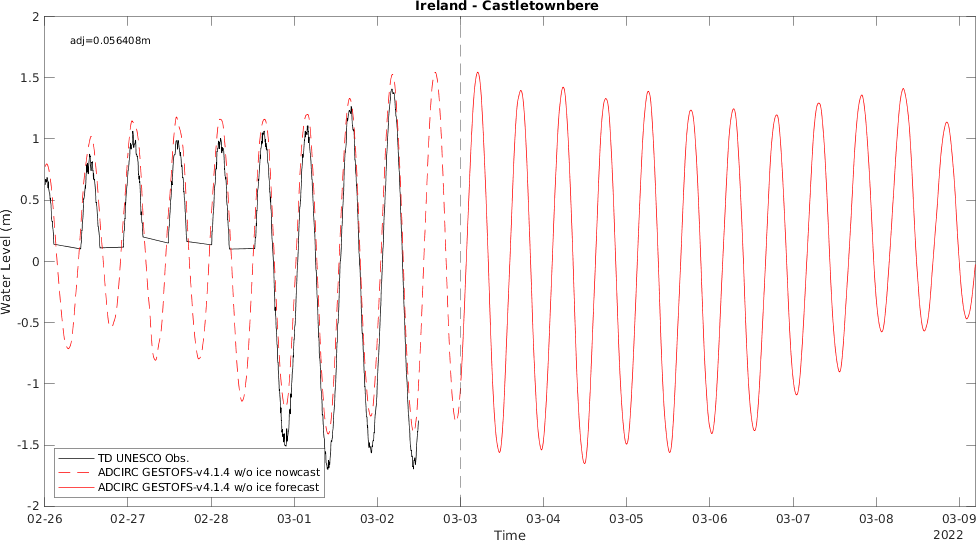 Ireland - Castletownbere
adj=0.056408m
Water Level (m)
2
1.5
1
0.5
0
-0.5
-1
-1.5
-2
TD UNESCO Obs.
ADCIRC GESTOFS-v4.1.4 w/o ice nowcast
ADCIRC GESTOFS-v4.1.4 w/o ice forecast
02-26 02-27 02-28 03-01 03-02 03-03 03-04 03-05 03-06 03-07 03-08 03-09
Time
2022